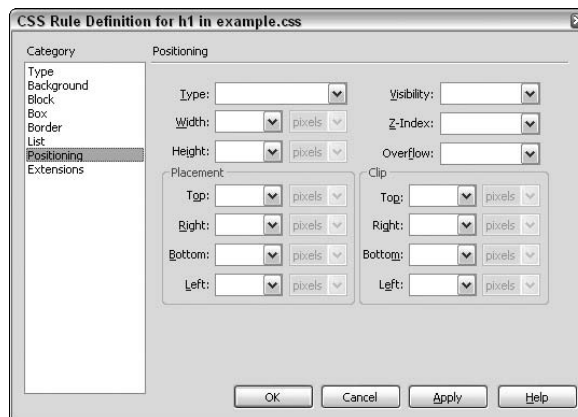 CSS Rule Definition for h1 in example.css
Category
Type
Background
Block
Box
Border
List
Positioning
Extensions
Positioning
Type:
Visibility:
Width: pixels
Z-Index:
Height: pixels
Overflow:
Placement
Top: pixels
Right: pixels
Bottom: pixels
Left: pixels
Clip
Top: pixels
Right: pixels
Bottom: pixels
Left: pixels
OK Cancel Apply Help